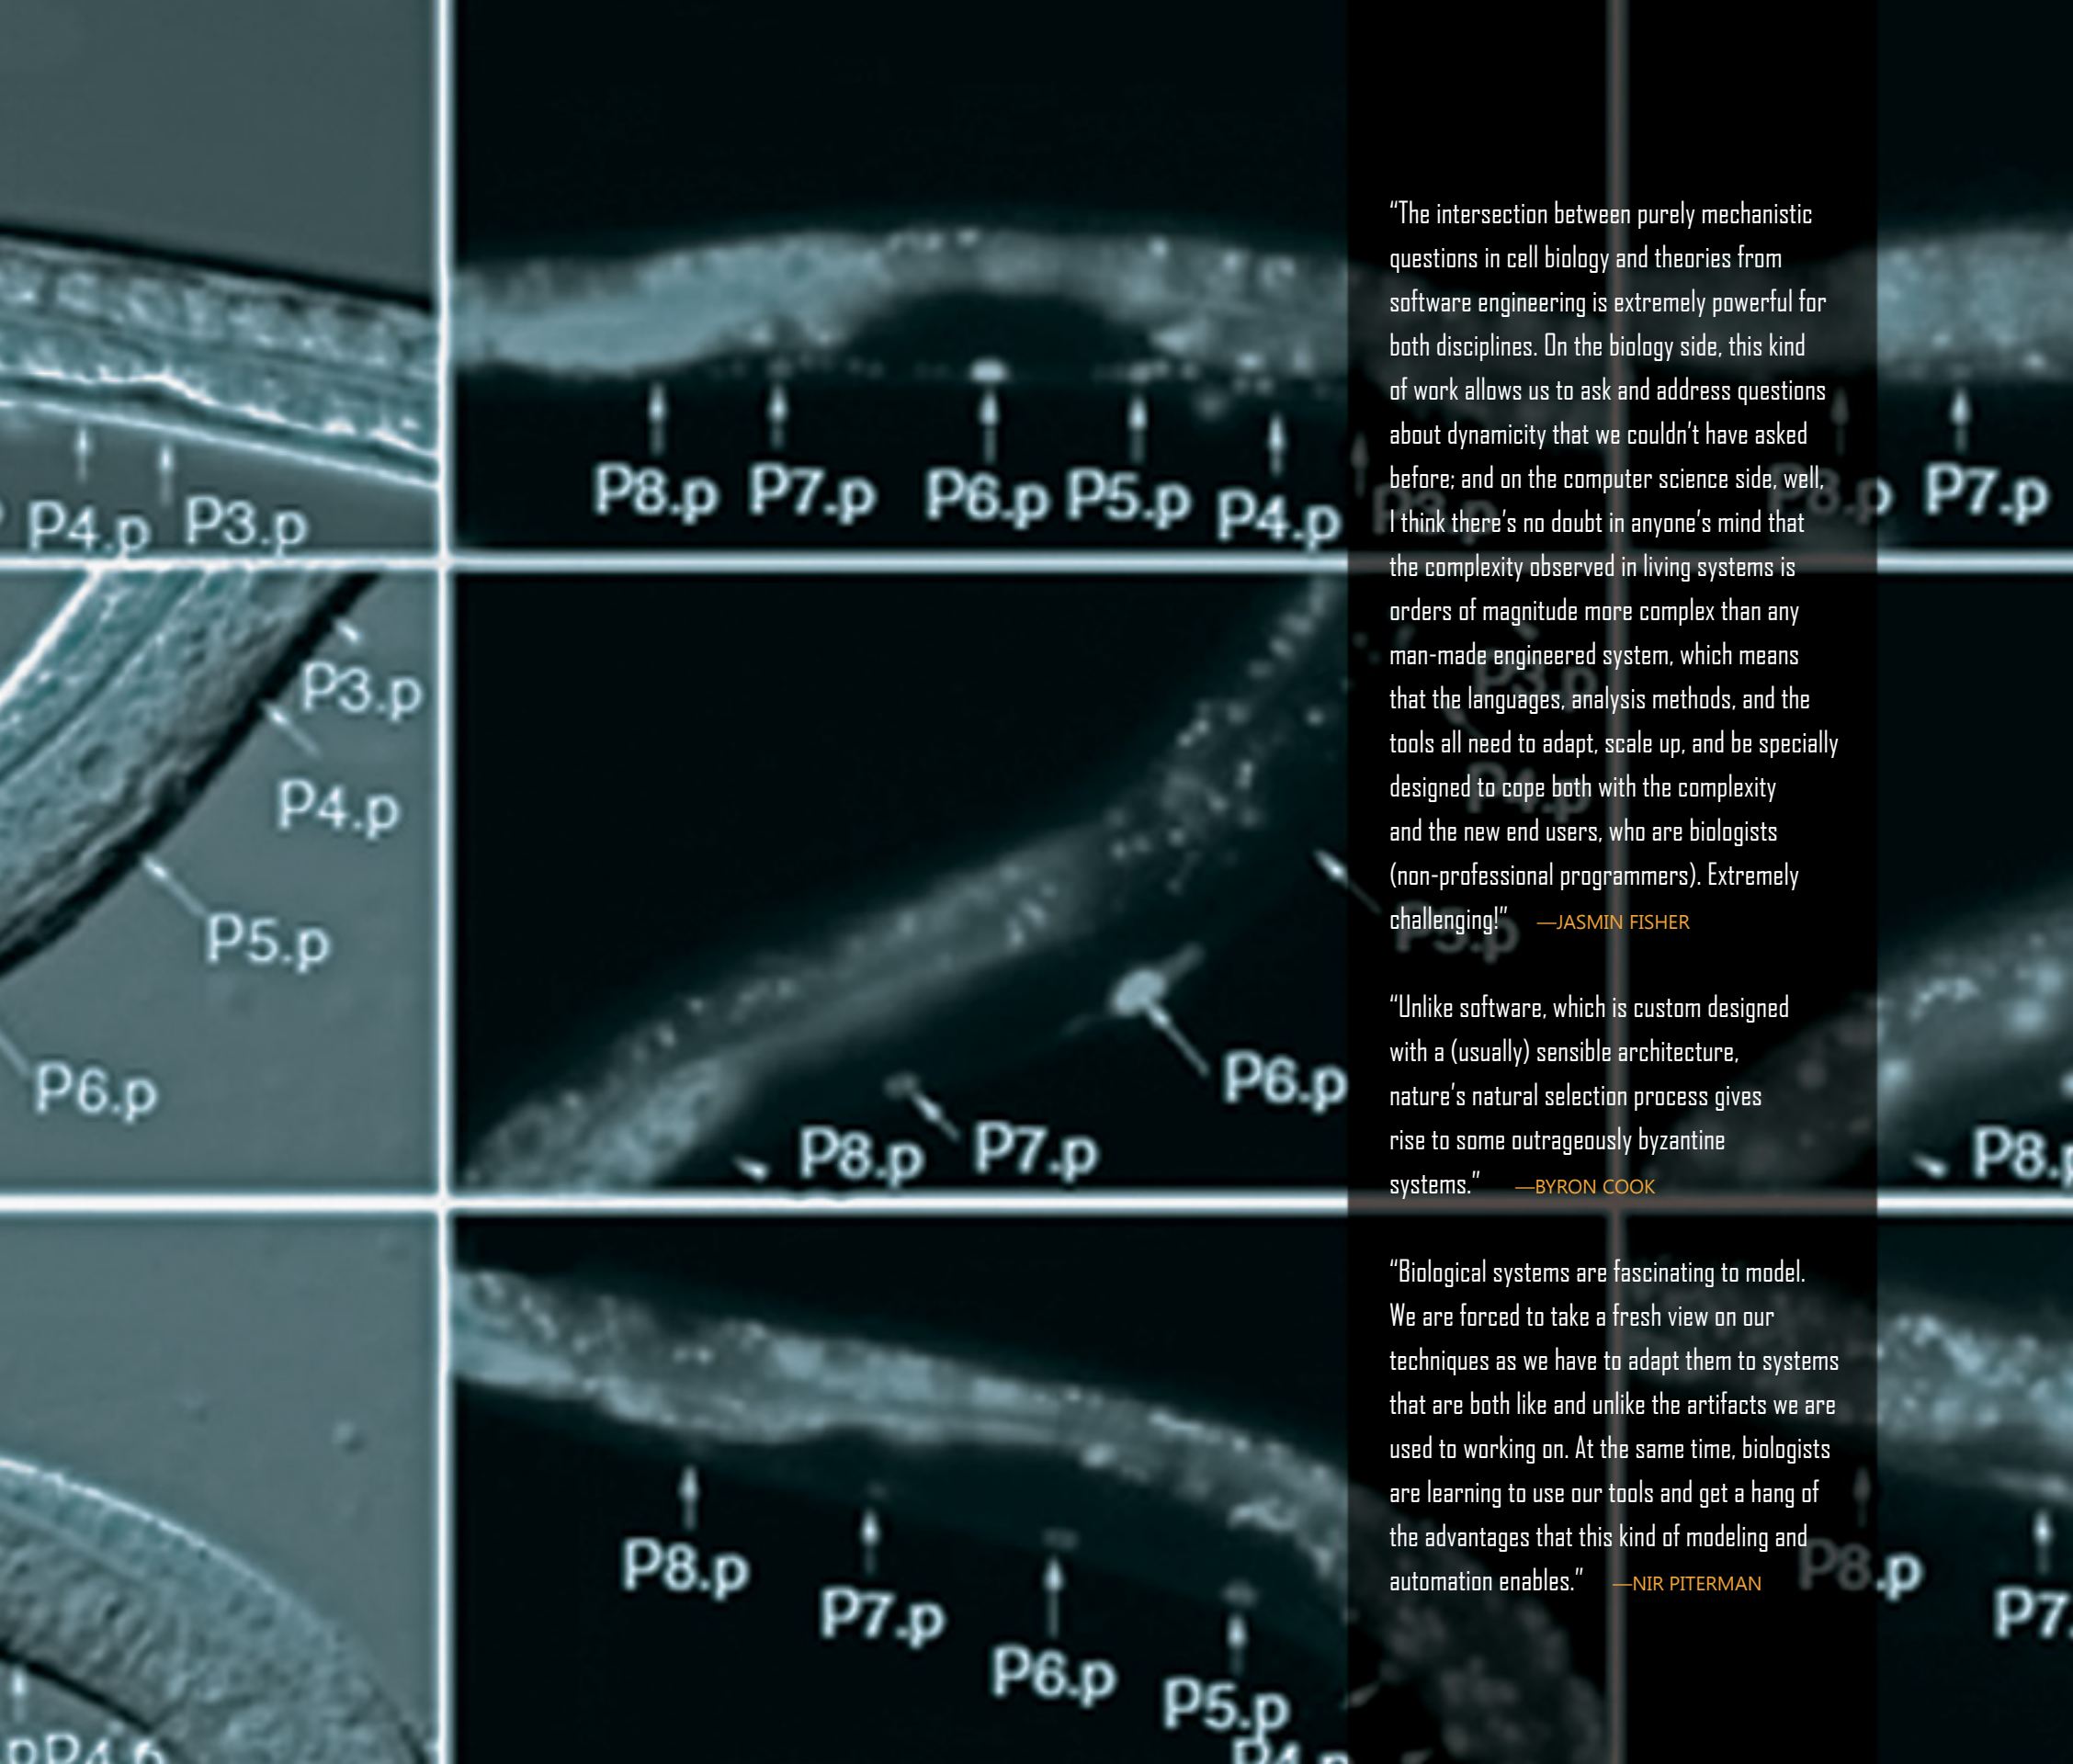 P4.p P3.p
P8.p P7.p P6.p P5.p P4.p P3.p
P8.p P7.p
P3.p
P4.p
P5.p
P6.p
P3.p
P4.p
P5.p
P6.p
P8.p P7.p
P8.p
P8.p
P7.p
P6.p
P5.p
P4.p
P8.p
P7.
“The intersection between purely mechanistic
questions in cell biology and theories from
software engineering is extremely powerful for
both disciplines. On the biology side, this kind
of work allows us to ask and address questions
about dynamicity that we couldn’t have asked
before; and on the computer science side, well,
I think there’s no doubt in anyone’s mind that
the complexity observed in living systems is
orders of magnitude more complex than any
man-made engineered system, which means
that the languages, analysis methods, and the
tools all need to adapt, scale up, and be specially
designed to cope both with the complexity
and the new end users, who are biologists
(non-professional programmers). Extremely
challenging!” —JASMIN FISHER
“Unlike software, which is custom designed
with a (usually) sensible architecture,
nature’s natural selection process gives
rise to some outrageously byzantine
systems.” —BYRON COOK
“Biological systems are fascinating to model.
We are forced to take a fresh view on our
techniques as we have to adapt them to systems
that are both like and unlike the artifacts we are
used to working on. At the same time, biologists
are learning to use our tools and get a hang of
the advantages that this kind of modeling and
automation enables.” —NIR PITERMAN